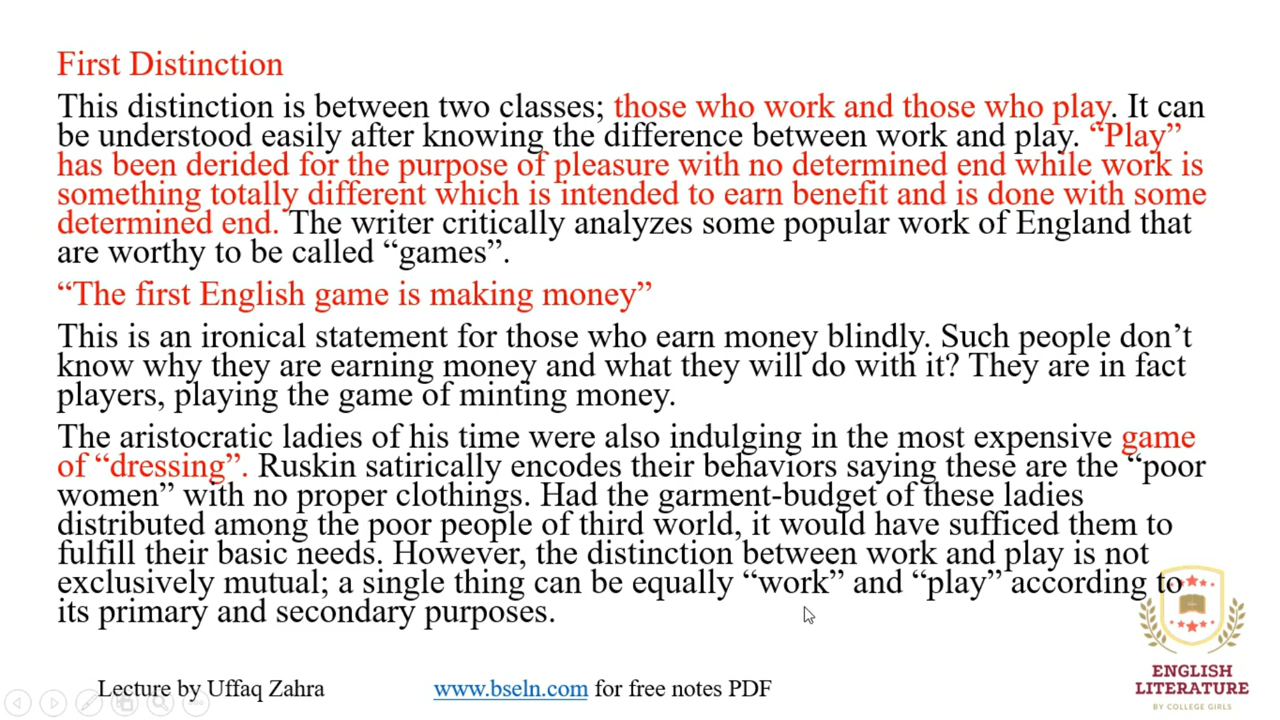 First Distinction
This distinction is between two classes; those who work and those who play. It can
be understood easily after knowing the difference between work and play. “Play”
has been derided for the purpose of pleasure with no determined end while work is
something totally different which is intended to earn benefit and is done with some
determined end. The writer critically analyzes some popular work of England that
are worthy to be called “games”.
“The first English game is making money”
This is an ironical statement for those who earn money blindly. Such people don’t
know why they are earning money and what they will do with it? They are in fact
players, playing the game of minting money.
The aristocratic ladies of his time were also indulging in the most expensive game
of “dressing”. Ruskin satirically encodes their behaviors saying these are the “poor
women” with no proper clothings. Had the garment-budget of these ladies
distributed among the poor people of third world, it would have sufficed them to
fulfill their basic needs. However, the distinction between work and play is not
exclusively mutual; a single thing can be equally “work” and “play” according to
its primary and secondary purposes.
Lecture by Uffaq Zahra
www.bseln.com for free notes PDF
ENGLISH
LITERATURE
BY COLLEGE GIRLS